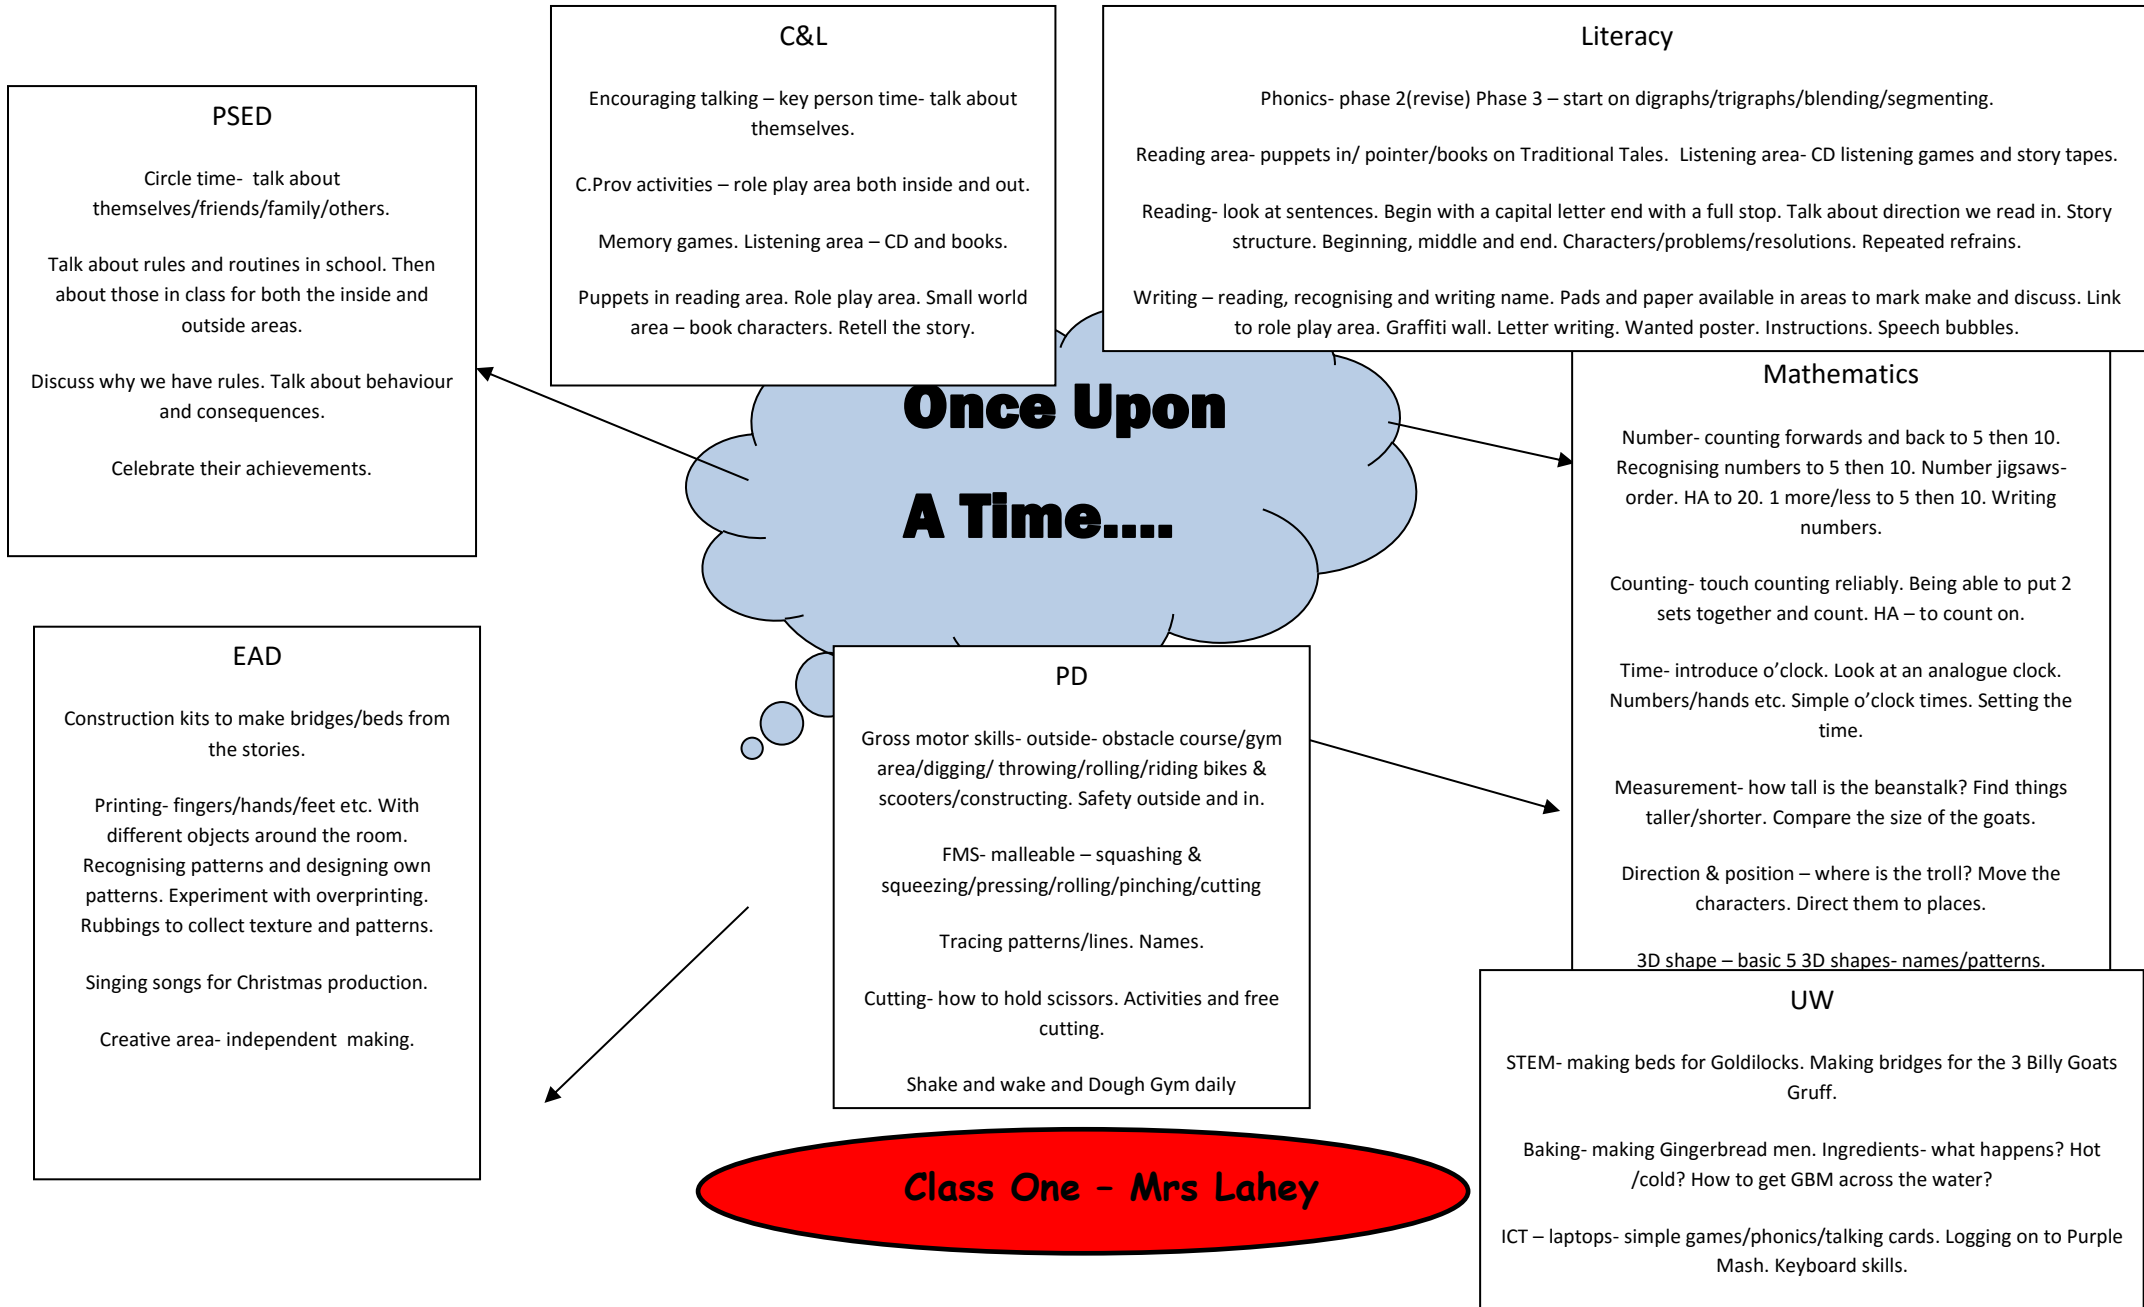 C&L
Encouraging talking – key person time- talk about
themselves.
C.Prov activities – role play area both inside and out.
Memory games. Listening area – CD and books.
Puppets in reading area. Role play area. Small world
area – book characters. Retell the story.
Literacy
Phonics- phase 2(revise) Phase 3 – start on digraphs/trigraphs/blending/segmenting.
Reading area- puppets in/ pointer/books on Traditional Tales.  Listening area- CD listening games and story tapes.
Reading- look at sentences. Begin with a capital letter end with a full stop. Talk about direction we read in. Story
structure. Beginning, middle and end. Characters/problems/resolutions. Repeated refrains.
Writing – reading, recognising and writing name. Pads and paper available in areas to mark make and discuss. Link
to role play area. Graffiti wall. Letter writing. Wanted poster. Instructions. Speech bubbles.
PSED
Circle time-  talk about
themselves/friends/family/others.
Talk about rules and routines in school. Then
about those in class for both the inside and
outside areas.
Discuss why we have rules. Talk about behaviour
and consequences.
Celebrate their achievements.
Once Upon
A Time....
Mathematics
Number- counting forwards and back to 5 then 10.
Recognising numbers to 5 then 10. Number jigsaws-
order. HA to 20. 1 more/less to 5 then 10. Writing
numbers.
Counting- touch counting reliably. Being able to put 2
sets together and count. HA – to count on.
Time- introduce o’clock. Look at an analogue clock.
Numbers/hands etc. Simple o’clock times. Setting the
time.
Measurement- how tall is the beanstalk? Find things
taller/shorter. Compare the size of the goats.
Direction & position – where is the troll? Move the
characters. Direct them to places.
3D shape – basic 5 3D shapes- names/patterns.
EAD
Construction kits to make bridges/beds from
the stories.
Printing- fingers/hands/feet etc. With
different objects around the room.
Recognising patterns and designing own
patterns. Experiment with overprinting.
Rubbings to collect texture and patterns.
Singing songs for Christmas production.
Creative area- independent  making.
PD
Gross motor skills- outside- obstacle course/gym
area/digging/ throwing/rolling/riding bikes &
scooters/constructing. Safety outside and in.
FMS- malleable – squashing &
squeezing/pressing/rolling/pinching/cutting
Tracing patterns/lines. Names.
Cutting- how to hold scissors. Activities and free
cutting.
Shake and wake and Dough Gym daily
UW
STEM- making beds for Goldilocks. Making bridges for the 3 Billy Goats
Gruff.
Baking- making Gingerbread men. Ingredients- what happens? Hot
/cold? How to get GBM across the water?
ICT – laptops- simple games/phonics/talking cards. Logging on to Purple
Mash. Keyboard skills.
Class One – Mrs Lahey